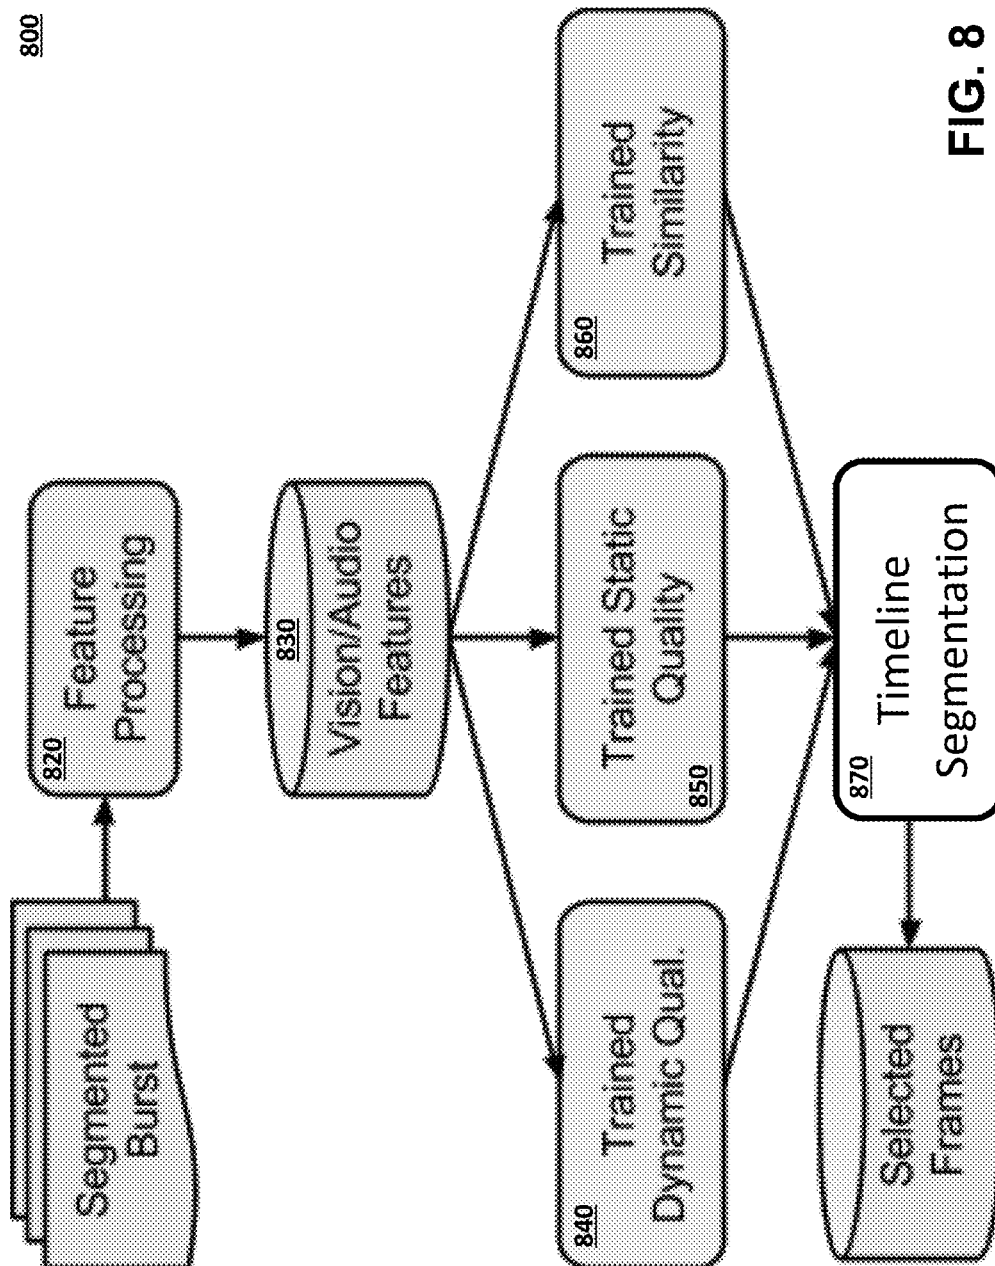 800
Segmented
Burst
820
Feature
Processing
830
Vision/Audio
Features
840
Trained
Dynamic Qual.
Trained Static
Quality
850
860
Trained
Similarity
Selected
Frames
870
Timeline
Segmentation
FIG. 8